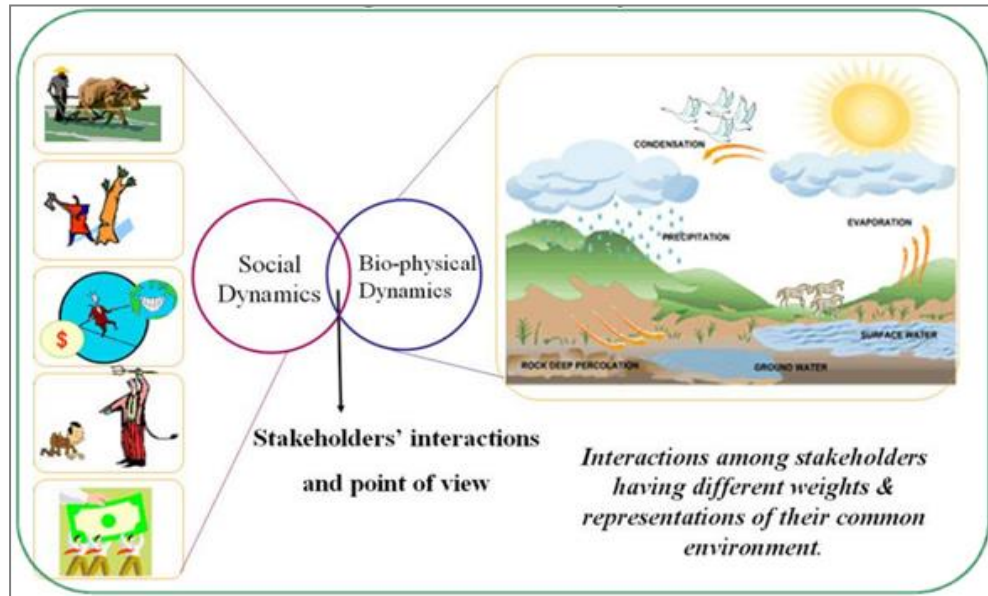 $
Social
Dynamics
Bio-physical
Dynamics
CONDENSATION
PRECIPITATION
EVAPORATION
SURFACE WATER
ROCK DEEP PERCOLATION
GROUND WATER
Stakeholders' interactions
and point of view
Interactions among stakeholders
having different weights &
representations of their common
environment.